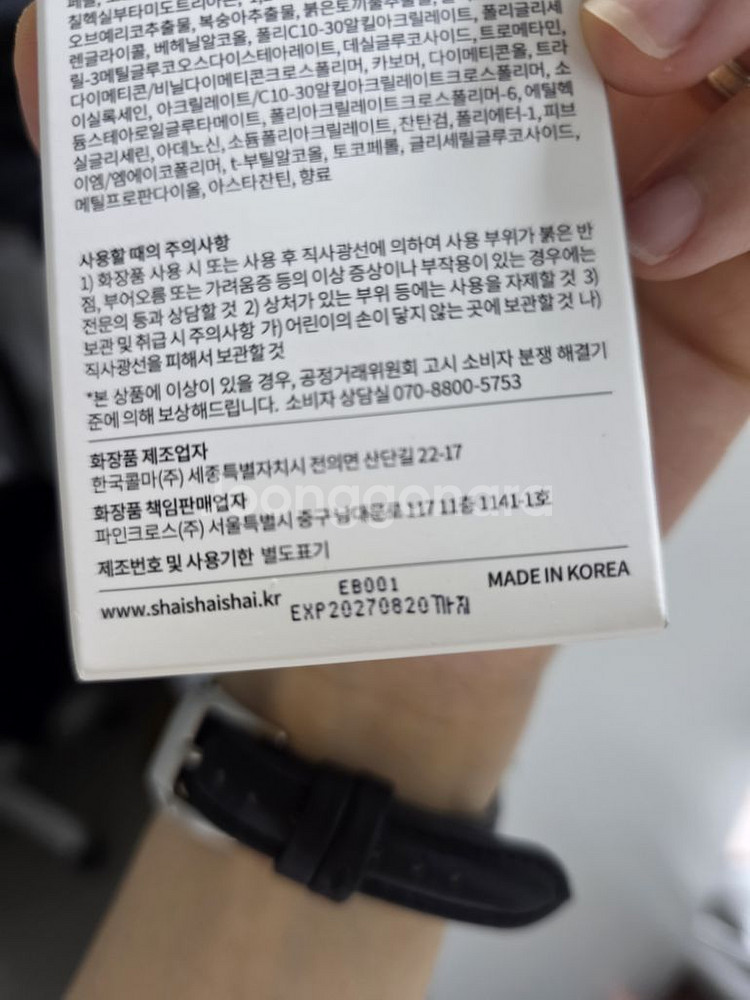 칠헥실부타미도트리아존,
오브예리코추출물, 복숭아추출물, 붉은토끼풀추출물,
렌글라이콜, 베헤닐알코올, 폴리C10-30알킬아크릴레이트, 폴리글리세
릴-3메틸글루코오스다이스테아레이트, 데실글루코사이드, 트로메타민,
다이메티콘/비닐다이메티콘크로스폴리머, 카보머, 다이메티콘올, 트라
이실록세인, 아크릴레이트/C10-30알킬아크릴레이트크로스폴리머, 소
듐스테아로일글루타메이트, 폴리아크릴레이트크로스폴리머-6, 에틸헥
실글리세린, 아데노신, 소듐폴리아크릴레이트, 잔탄검, 폴리에터-1, 피브
이엠/엠에이코폴리머, t-부틸알코올, 토코페롤, 글리세릴글루코사이드,
메틸프로판다이올, 아스타잔틴, 향료
사용할 때의 주의사항
1) 화장품 사용 시 또는 사용 후 직사광선에 의하여 사용 부위가 붉은 반
점, 부어오름 또는 가려움증 등의 이상 증상이나 부작용이 있는 경우에는
전문의 등과 상담할 것 2) 상처가 있는 부위 등에는 사용을 자제할 것 3)
보관 및 취급 시 주의사항 가) 어린이의 손이 닿지 않는 곳에 보관할 것 나)
직사광선을 피해서 보관할 것
*본 상품에 이상이 있을 경우, 공정거래위원회 고시 소비자 분쟁 해결기
준에 의해 보상해드립니다. 소비자 상담실 070-8800-5753
화장품 제조업자
한국콜마(주) 세종특별자치시 전의면 산단길 22-17
화장품 책임판매업자
파인크로스(주) 서울특별시 중구 남대문로 117 11층 1141-1호
joonggonara
제조번호 및 사용기한 별도표기
www.shaishaishai.kr
EB001
EXP20270820까지
MADE IN KOREA